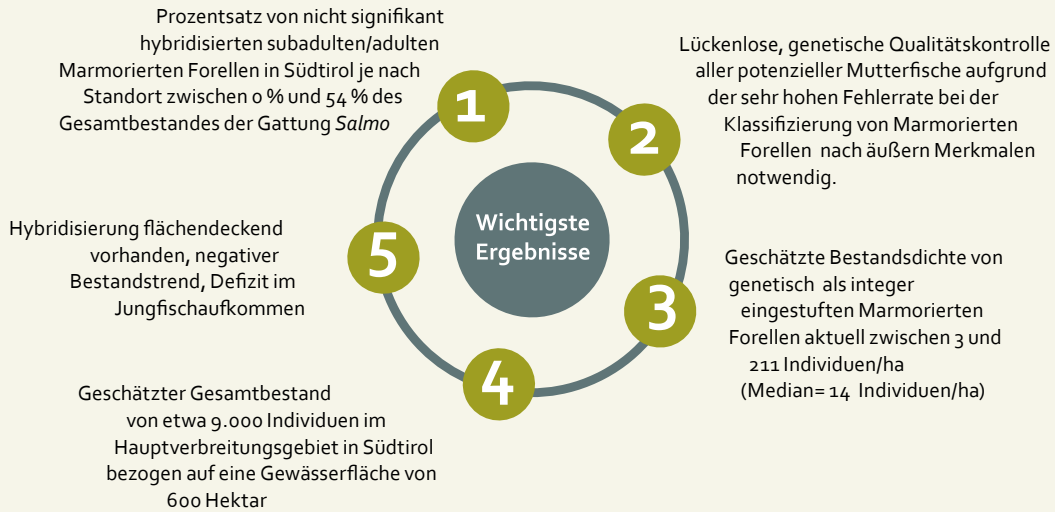 Prozentsatz von nicht signifikant
hybridisierten subadulten/adulten
Marmorierten Forellen in Südtirol je nach
Standort zwischen 0 % und 54 % des
Gesamtbestandes der Gattung Salmo
1
Lückenlose, genetische Qualitätskontrolle
aller potenzieller Mutterfische aufgrund
der sehr hohen Fehlerrate bei der
Klassifizierung von Marmorierten
Forellen nach äußern Merkmalen
notwendig.
2
Wichtigste
Ergebnisse
Geschätzte Bestandsdichte von
genetisch als integer
eingestuften Marmorierten
Forellen aktuell zwischen 3 und
211 Individuen/ha
(Median= 14 Individuen/ha)
3
Geschätzter Gesamtbestand
von etwa 9.000 Individuen im
Hauptverbreitungsgebiet in Südtirol
bezogen auf eine Gewässerfläche von
600 Hektar
4
Hybridisierung flächendeckend
vorhanden, negativer
Bestandstrend, Defizit im
Jungfischaufkommen
5